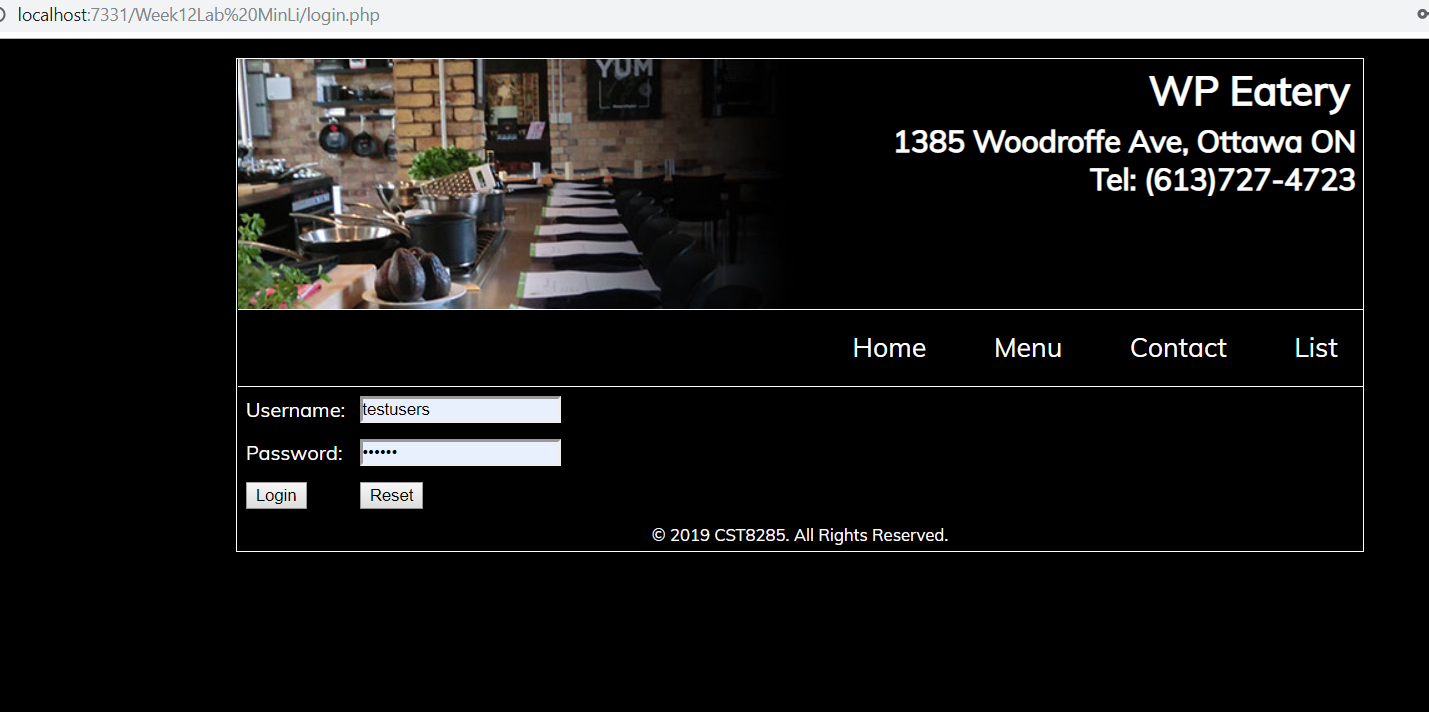 localhost:7331/Week12Lab%20MinLi/login.php
YUM
WP Eatery
1385 Woodroffe Ave, Ottawa ON
Tel: (613)727-4723
Home Menu Contact List
Username: testusers
Password: ••••••
Login Reset
© 2019 CST8285. All Rights Reserved.